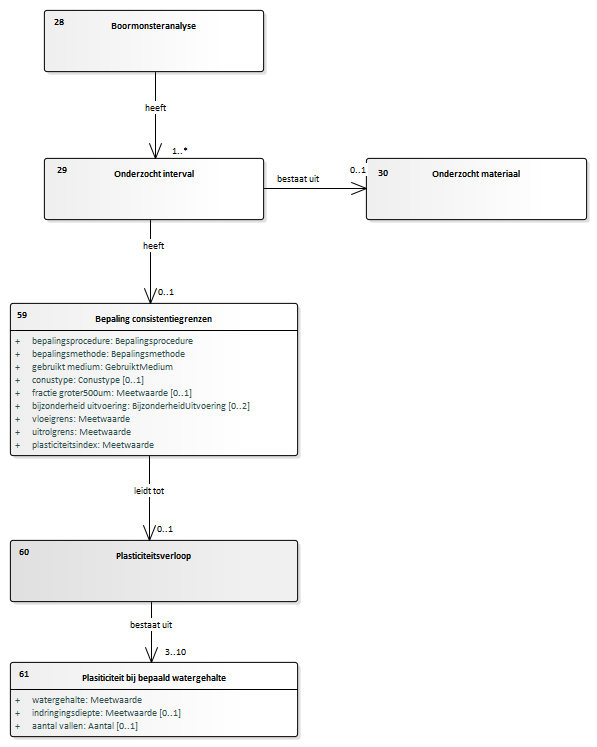 28
Boormonsteranalyse
heeft
1..*
29
Onderzocht interval
bestaat uit
0..1
30
Onderzocht materiaal
heeft
0..1
59
Bepaling consistentiegrenzen
+ bepalingsprocedure: Bepalingsprocedure
+ bepalingsmethode: Bepalingsmethode
+ gebruikt medium: GebruiktMedium
+ conustype: Conustype [0..1]
+ fractie groter500um: Meetwaarde [0..1]
+ bijzonderheid uitvoering: BijzonderheidUitvoering [0..2]
+ vloeigrens: Meetwaarde
+ uitrolgrens: Meetwaarde
+ plasticiteitsindex: Meetwaarde
leidt tot
0..1
60
Plasticiteitsverloop
bestaat uit
3..10
61
Plasiticiteit bij bepaald watergehalte
+ watergehalte: Meetwaarde
+ indringingsdiepte: Meetwaarde [0..1]
+ aantal vallen: Aantal [0..1]